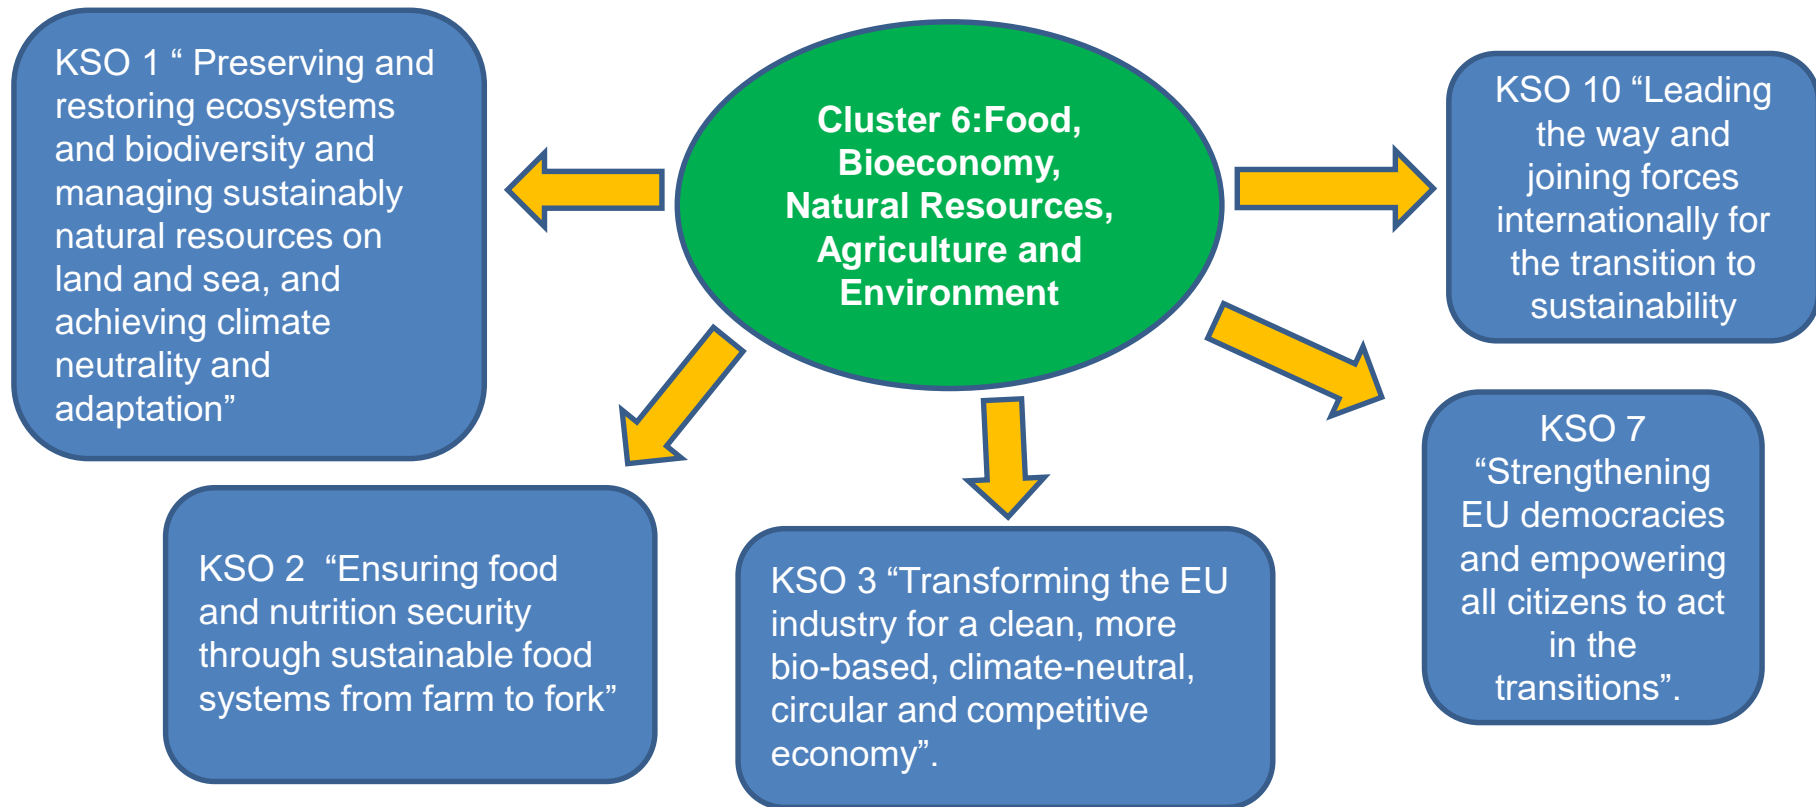 KSO 1 “ Preserving and
restoring ecosystems
and biodiversity and
managing sustainably
natural resources on
land and sea, and
achieving climate
neutrality and
adaptation”
Cluster 6:Food,
Bioeconomy,
Natural Resources,
Agriculture and
Environment
KSO 10 “Leading
the way and
joining forces
internationally for
the transition to
sustainability
KSO 2  “Ensuring food
and nutrition security
through sustainable food
systems from farm to fork”
KSO 3 “Transforming the EU
industry for a clean, more
bio-based, climate-neutral,
circular and competitive
economy”.
KSO 7
“Strengthening
EU democracies
and empowering
all citizens to act
in the
transitions”.